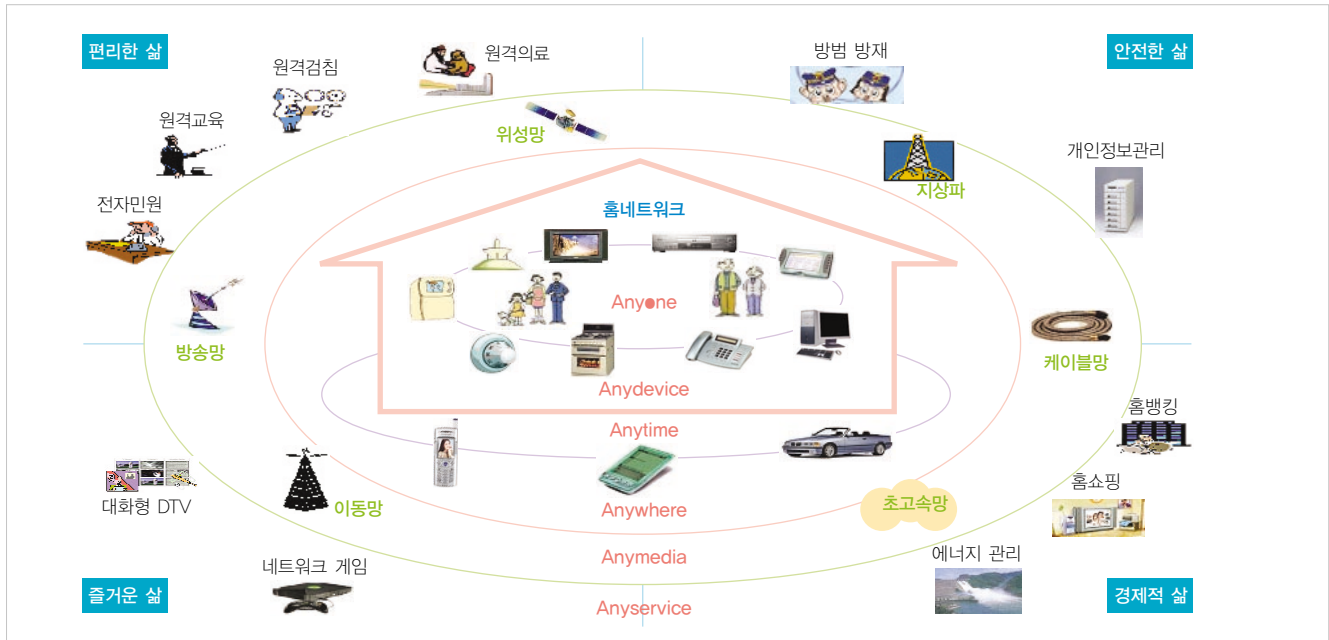 편리한 삶
안전한 삶
원격의료
방범 방재
원격검침
원격교육
위성망
개인정보관리
지상파
전자민원
홈네트워크
Anyone
방송망
케이블망
Anydevice
홈뱅킹
Anytime
홈쇼핑
대화형 DTV
이동망
Anywhere
초고속망
Anymedia
에너지 관리
네트워크 게임
즐거운 삶
Anyservice
경제적 삶